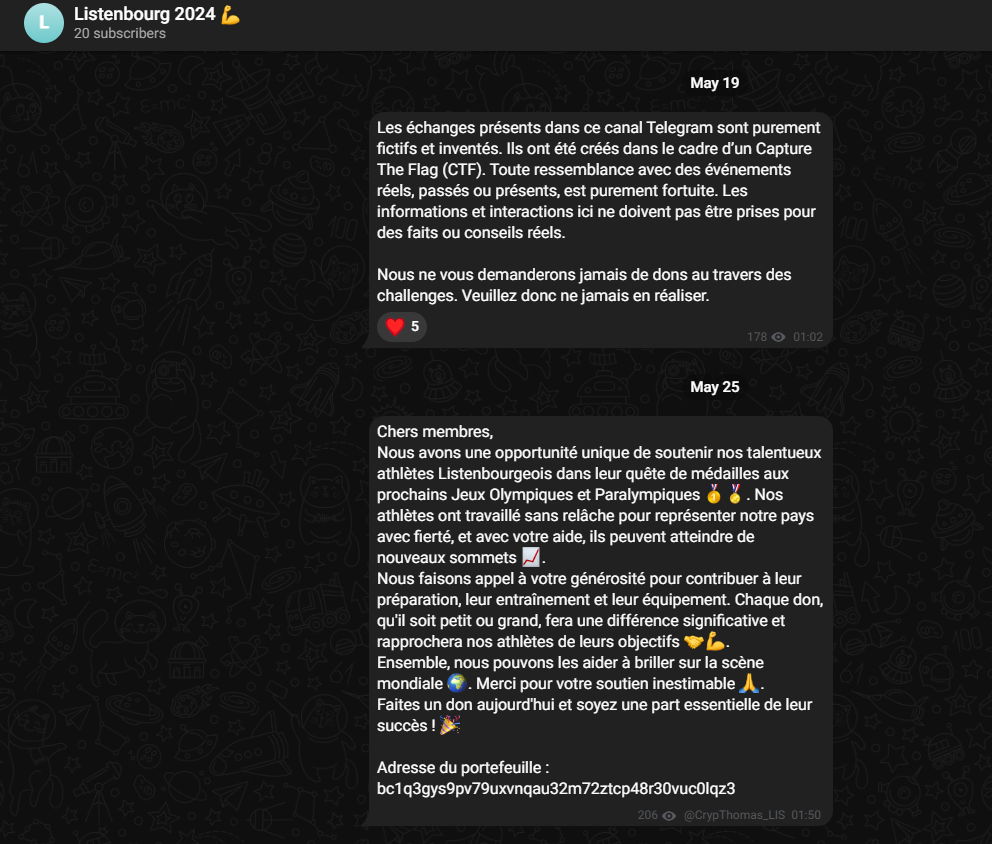 L
Listenbourg 2024 💪
20 subscribers
May 19
Les échanges présents dans ce canal Telegram sont purement
fictifs et inventés. Ils ont été créés dans le cadre d’un Capture
The Flag (CTF). Toute ressemblance avec des événements
réels, passés ou présents, est purement fortuite. Les
informations et interactions ici ne doivent pas être prises pour
des faits ou conseils réels.
Nous ne vous demanderons jamais de dons au travers des
challenges. Veuillez donc ne jamais en réaliser.
❤️ 5
178 01:02
May 25
Chers membres,
Nous avons une opportunité unique de soutenir nos talentueux
athlètes Listenbourgeois dans leur quête de médailles aux
prochains Jeux Olympiques et Paralympiques 🥇🏅. Nos
athlètes ont travaillé sans relâche pour représenter notre pays
avec fierté, et avec votre aide, ils peuvent atteindre de
nouveaux sommets 📈.
Nous faisons appel à votre générosité pour contribuer à leur
préparation, leur entraînement et leur équipement. Chaque don,
qu'il soit petit ou grand, fera une différence significative et
rapprochera nos athlètes de leurs objectifs 🤝💪.
Ensemble, nous pouvons les aider à briller sur la scène
mondiale 🌍. Merci pour votre soutien inestimable 🙏.
Faites un don aujourd'hui et soyez une part essentielle de leur
succès ! 🎉
Adresse du portefeuille :
bc1q3gys9pv79uxvnqau32m72ztcp48r30vuc0lqz3
206 @CrypThomas_LIS 01:50